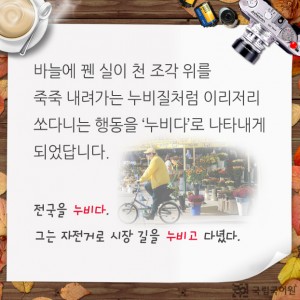 바늘에 꿴 실이 천 조각 위를
죽죽 내려가는 누비질처럼 이리저리
쏘다니는 행동을 ‘누비다’로 나타내게
되었답니다.
전국을 누비다.
그는 자전거로 시장 길을 누비고 다녔다.
국립국어원